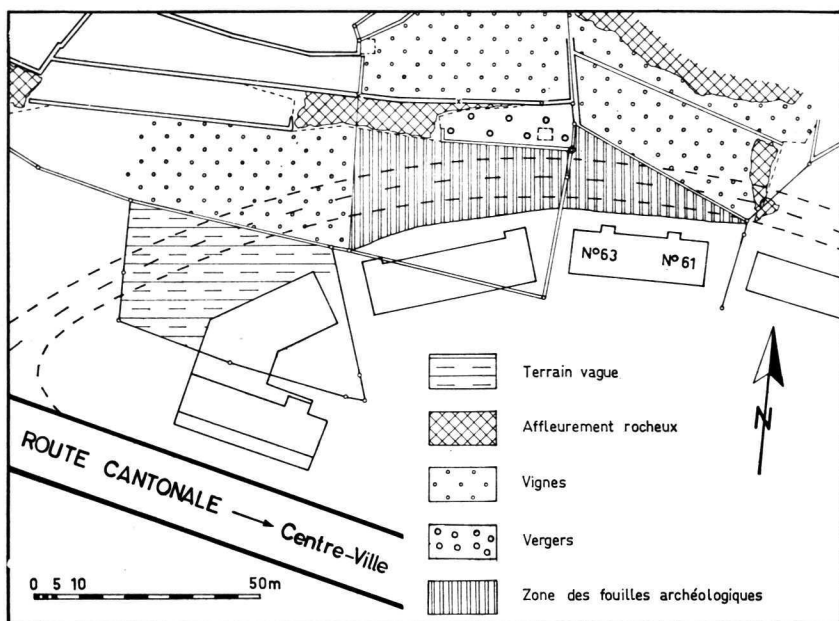 N° 63
N° 61
N
Terrain vague
Affleurement rocheux
Vignes
Vergers
Zone des fouilles archéologiques
ROUTE CANTONALE → Centre-Ville
0 5 10 50 m